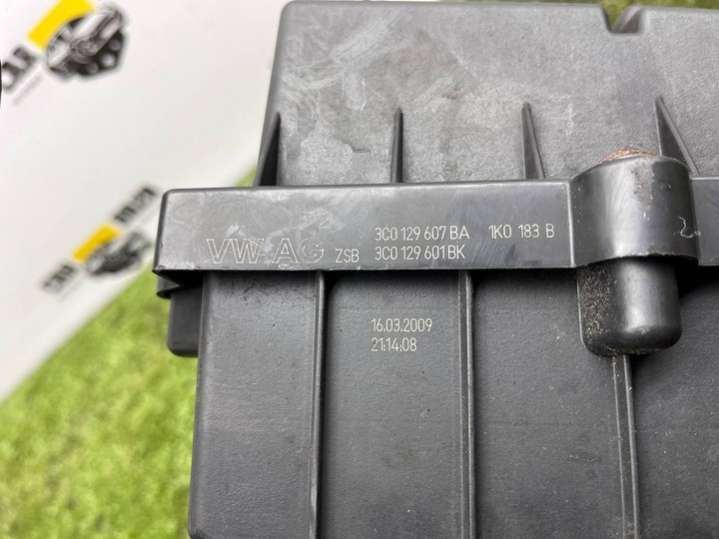 3C0 129 607 BA 1K0 183 B
VW AG ZSB 3C0 129 601 BK
16.03.2009
21:14:08